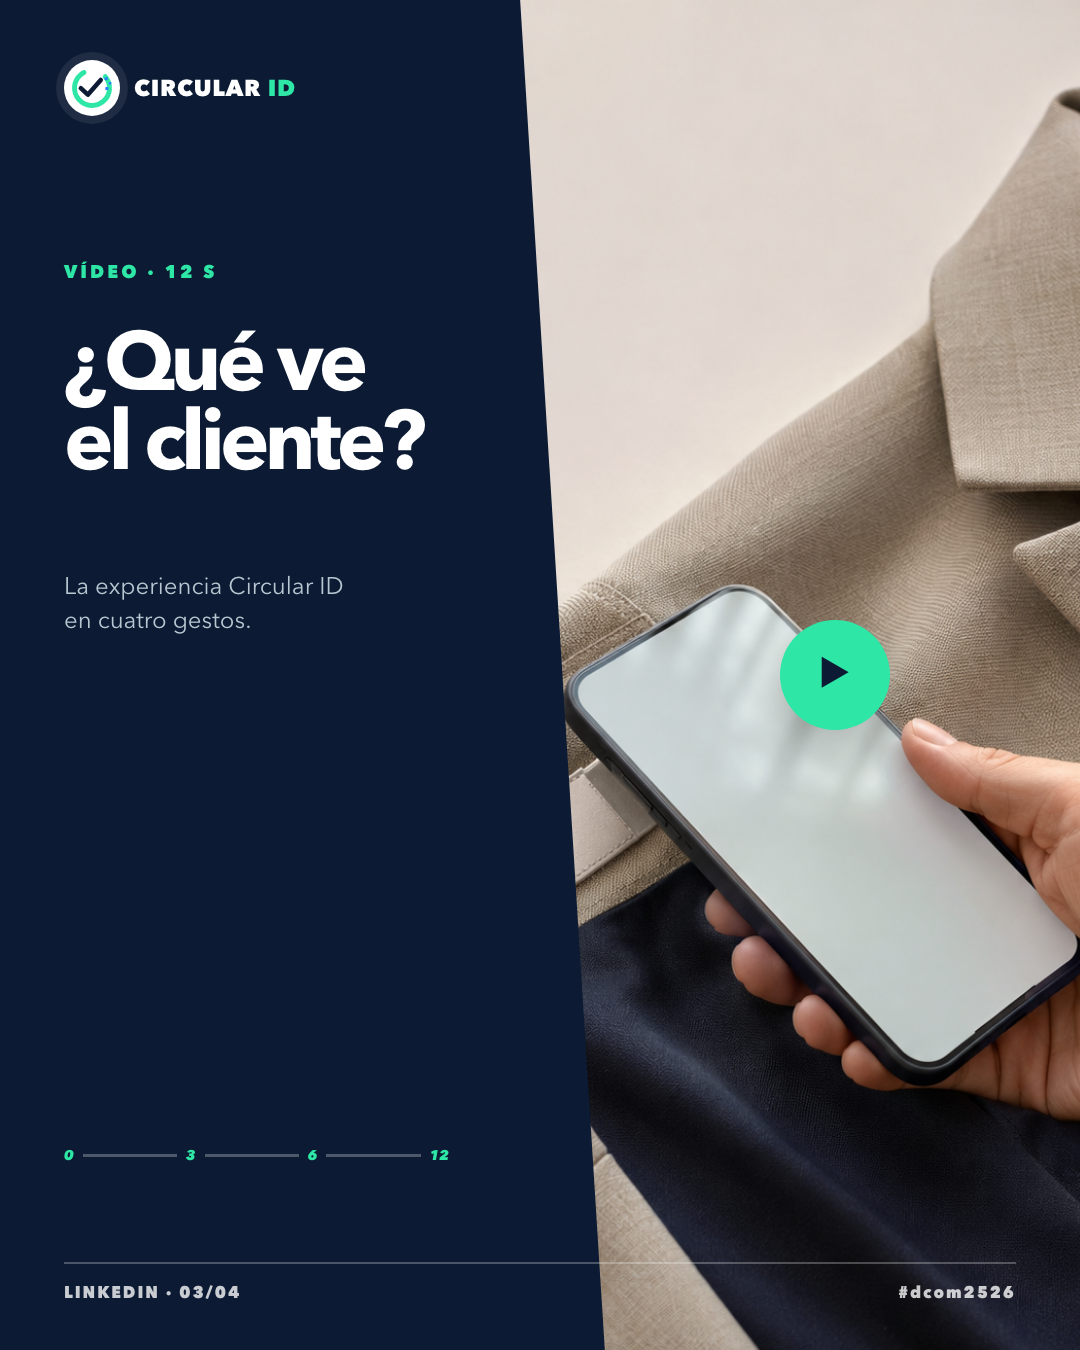 CIRCULAR ID
VÍDEO · 12 S
¿Qué ve
el cliente?
La experiencia Circular ID
en cuatro gestos.
0 3 6 12
LINKEDIN · 03/04
#dcom2526